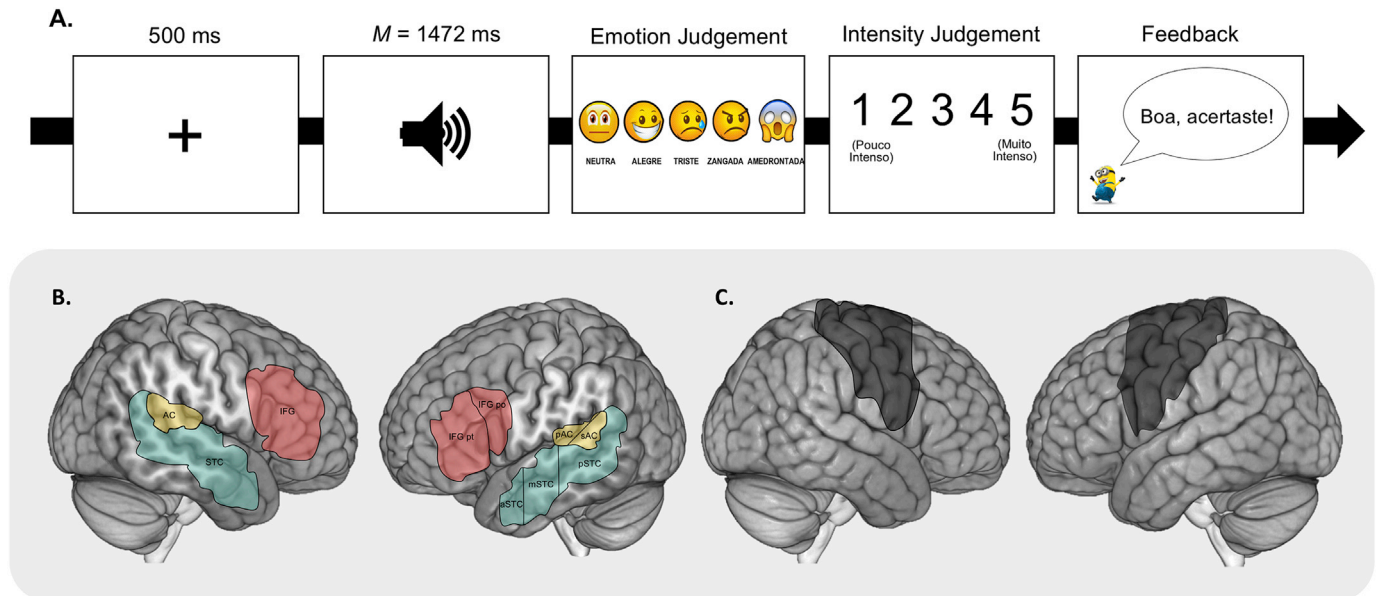 A.
500 ms
M = 1472 ms
Emotion Judgement
Intensity Judgement
Feedback
NEUTRA
ALEGRE
TRISTE
ZANGADA
AMEDRONTADA
1 2 3 4 5
(Pouco
Intenso)
(Muito
Intenso)
Boa, acertaste!
B.
AC
STC
IFG
IFG po
IFG pt
pAC
sAC
pSTC
mSTC
aSTC
C.